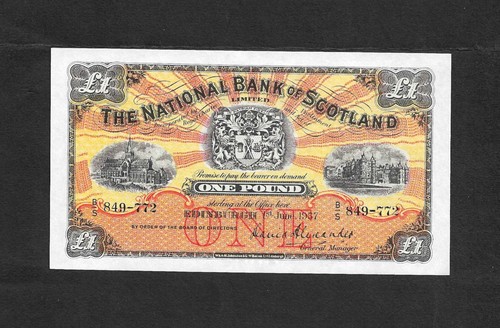 £1 £1
THE NATIONAL BANK OF SCOTLAND
LIMITED
Promise to pay the bearer on demand
ONE POUND
sterling at the Office here
B/S 849-772 B/S 849-772
EDINBURGH June, 1957
BY ORDER OF THE BOARD OF DIRECTORS
ONE
General Manager
£1 £1